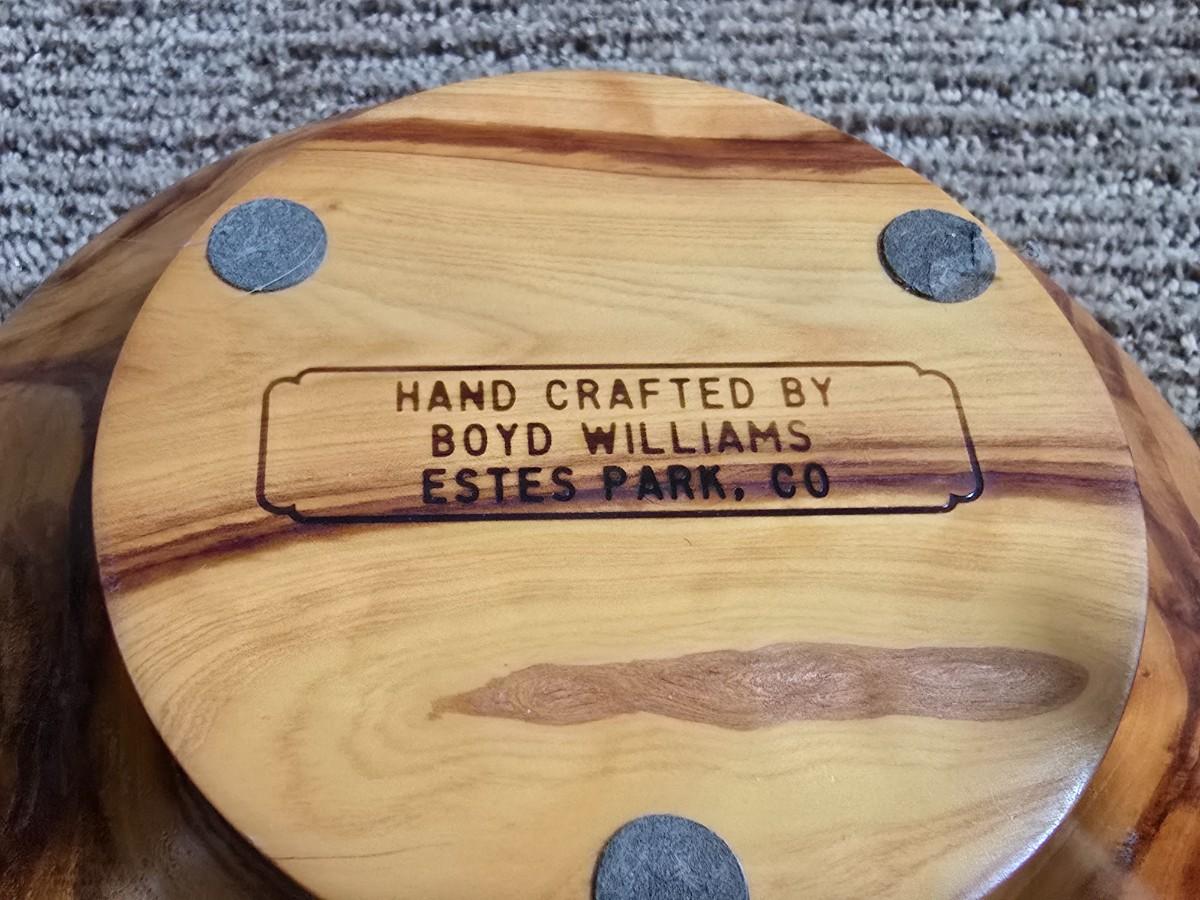 HAND CRAFTED BY
BOYD WILLIAMS
ESTES PARK, CO